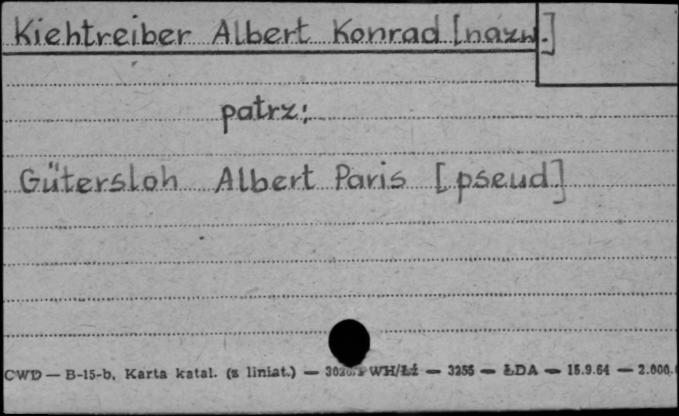 Kiehtreiber Albert Konrad [nazw.]
patrz:
Gütersloh Albert Paris [pseud.]
CWD — B-15-b, Karta katal. (z liniat.) — WH/Łź — 3255 — ŁDA — 15.9.64 — 2.000.